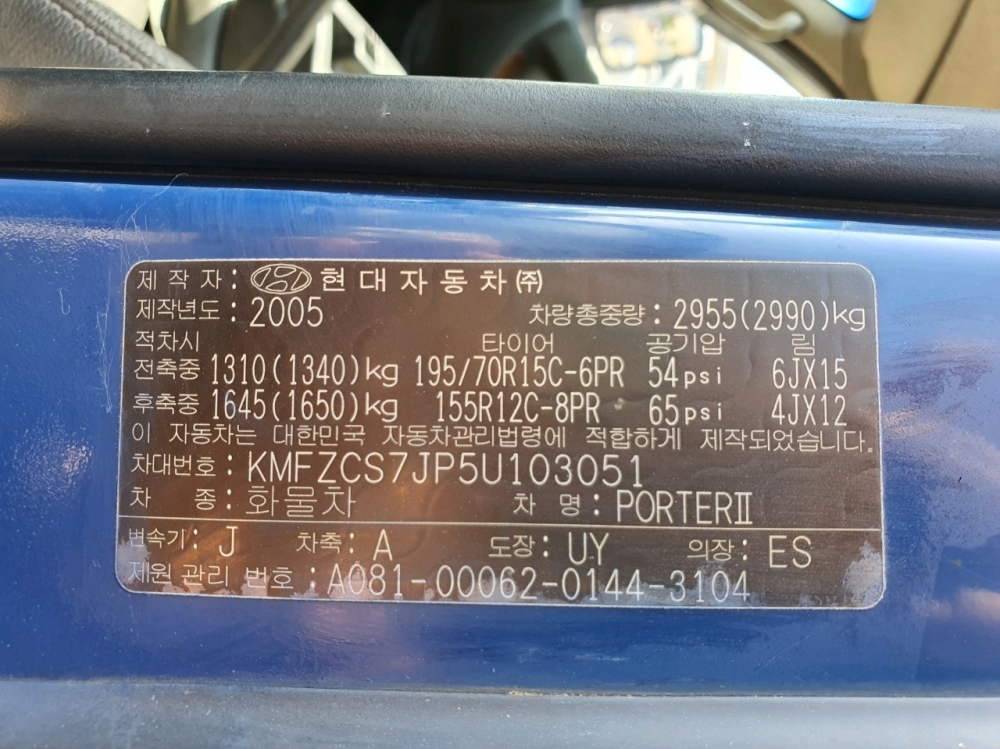 제 작 자 : 현 대 자 동 차 ㈜
제작년도 : 2005 차량총중량 : 2955(2990)kg
적차시 타이어 공기압 림
전축중 1310(1340)kg 195/70R15C-6PR 54psi 6JX15
후축중 1645(1650)kg 155R12C-8PR 65psi 4JX12
이 자동차는 대한민국 자동차관리법령에 적합하게 제작되었습니다.
차대번호 : KMFZCS7JP5U103051
차 종 : 화물차 차 명 : PORTERⅡ
변속기 : J 차축 : A 도장 : UY 의장 : ES
제원 관리 번호 : A081-00062-0144-3104